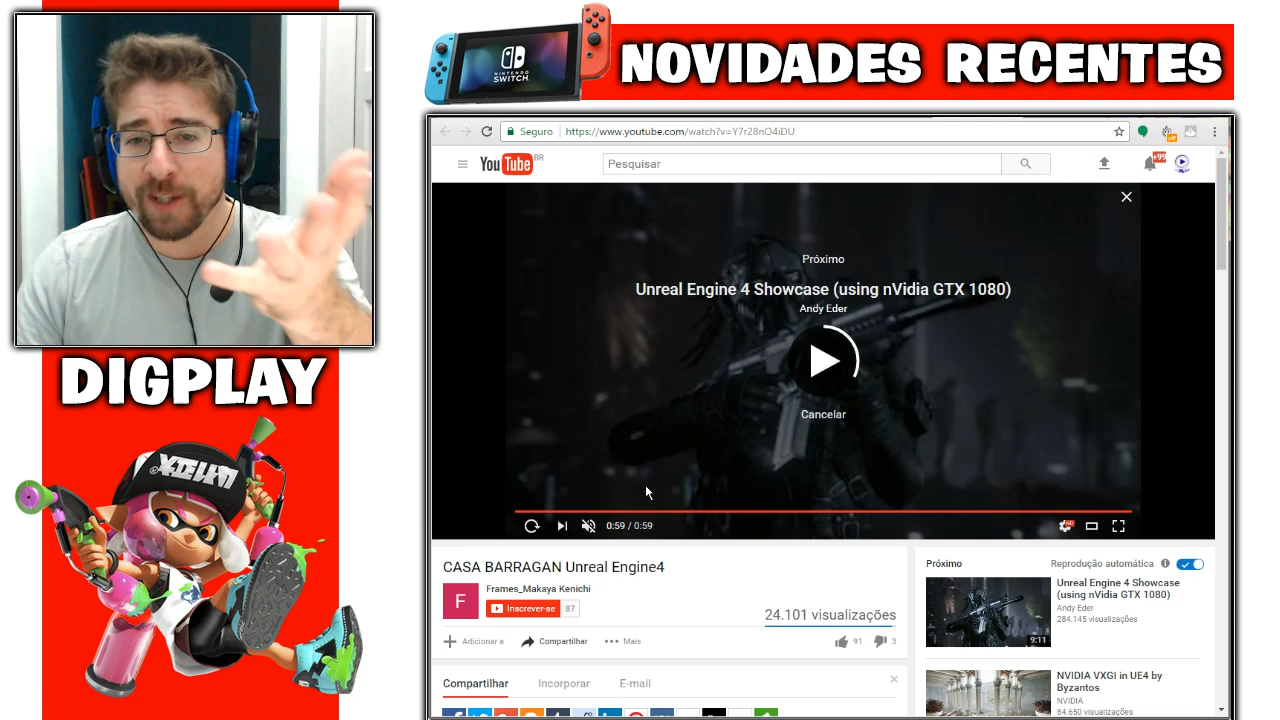 NOVIDADES RECENTES
NINTENDO
SWITCH
DIGPLAY
Seguro
https://www.youtube.com/watch?v=Y7r28nO4iDU
YouTube BR
Pesquisar
+99
Próximo
Unreal Engine 4 Showcase (using nVidia GTX 1080)
Andy Eder
Cancelar
0:59 / 0:59
HD
CASA BARRAGAN Unreal Engine4
F
Frames_Makaya Kenichi
Inscrever-se 87
24.101 visualizações
Adicionar a
Compartilhar
Mais
91
3
Compartilhar
Incorporar
E-mail
Próximo
Reprodução automática
Unreal Engine 4 Showcase
(using nVidia GTX 1080)
Andy Eder
284.145 visualizações
9:11
NVIDIA VXGI in UE4 by
Byzantos
NVIDIA
84.650 visualizações